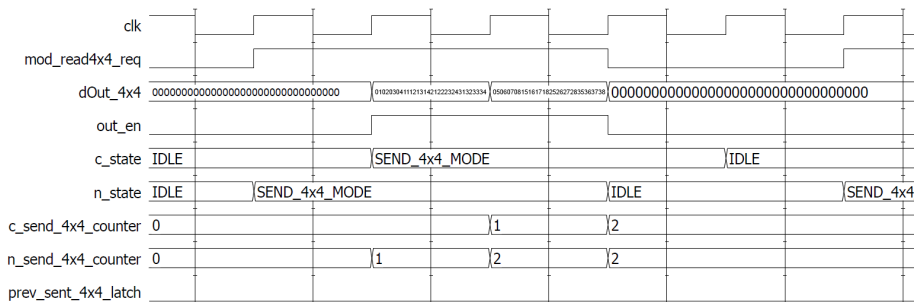 clk
mod_read4x4_req
dOut_4x4 00000000000000000000000000000000 01020304111213142122232431323334 05060708151617182526272835363738 00000000000000000000000000000000
out_en
c_state IDLE SEND_4x4_MODE IDLE
n_state IDLE SEND_4x4_MODE IDLE SEND_4x4
c_send_4x4_counter 0 1 2
n_send_4x4_counter 0 1 2 2
prev_sent_4x4_latch